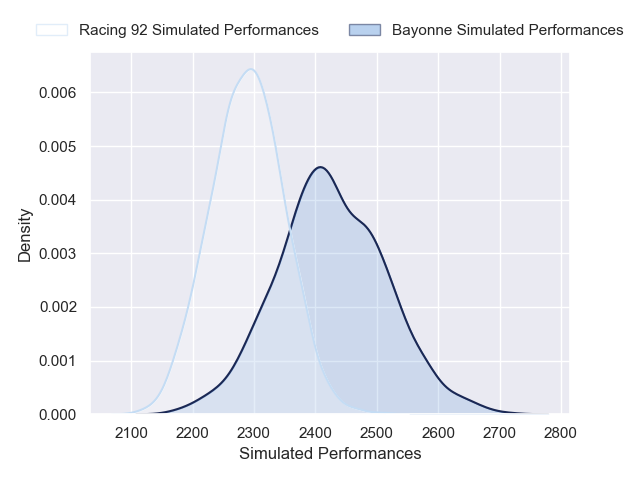 Racing 92 Simulated Performances
Bayonne Simulated Performances
0.006
0.005
0.004
0.003
0.002
0.001
0.000
Density
2100 2200 2300 2400 2500 2600 2700 2800
Simulated Performances